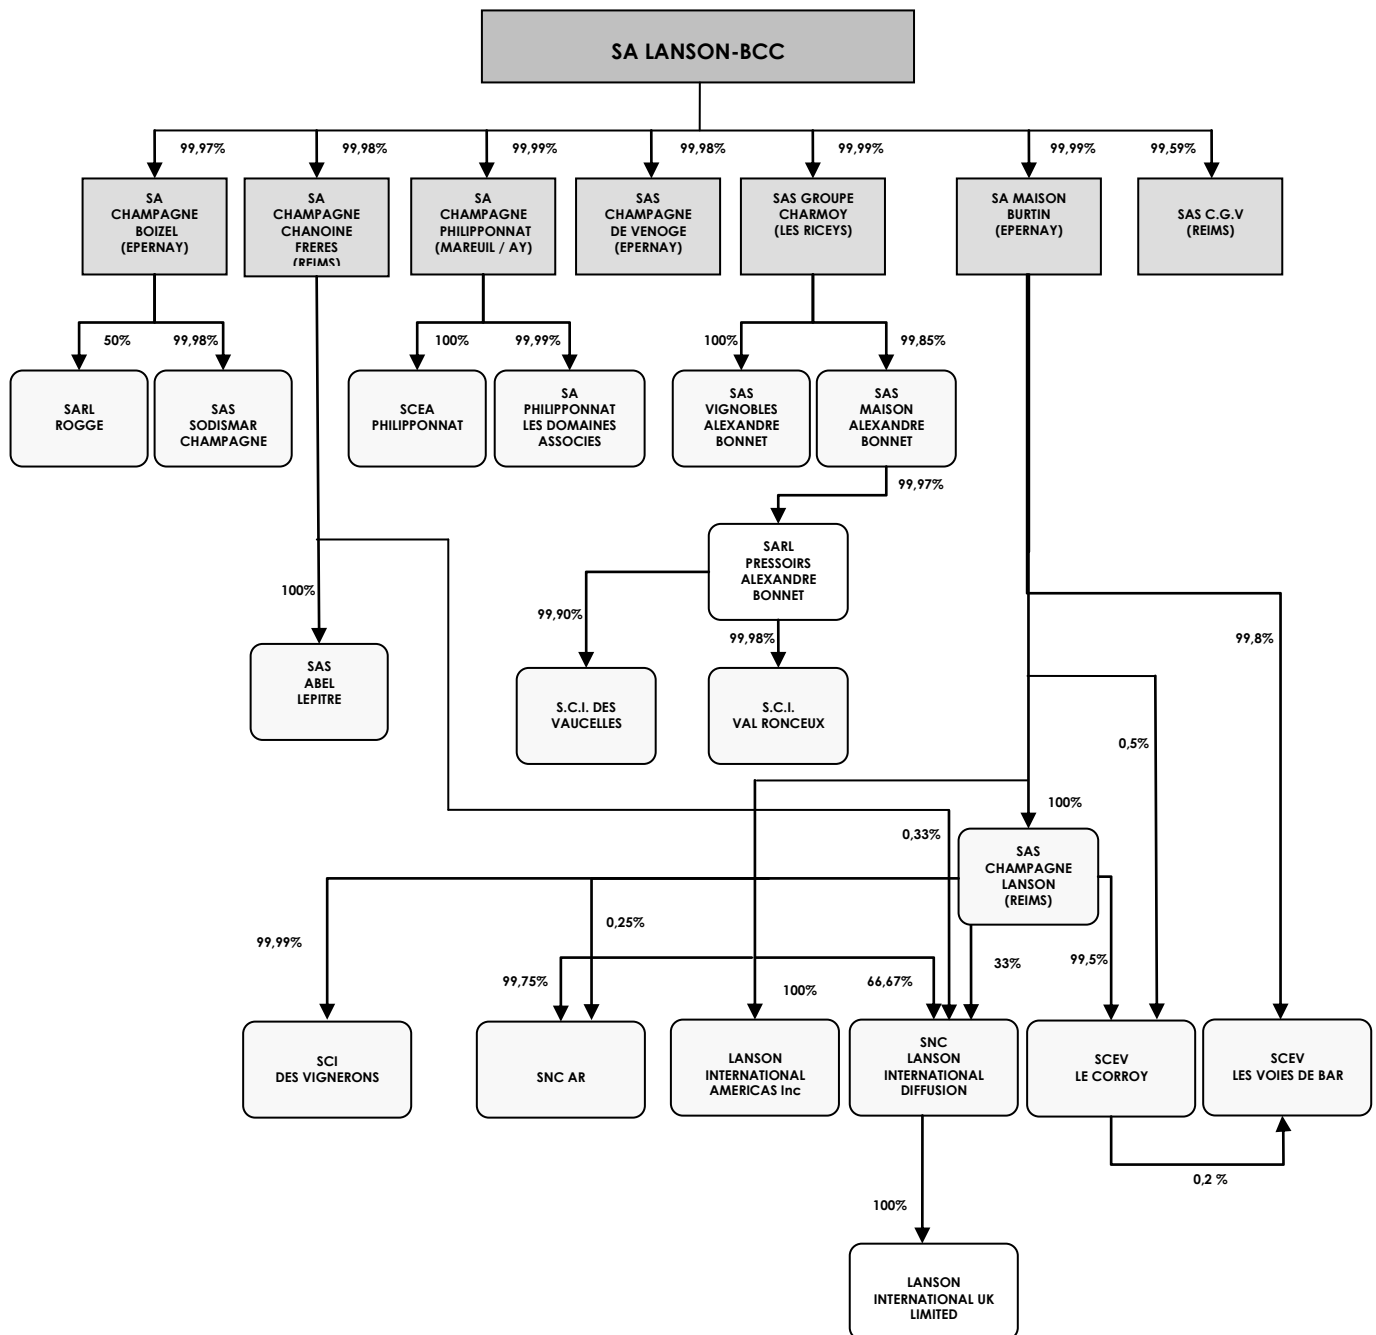 SA LANSON-BCC
99,97%
99,98%
99,99%
99,98%
99,99%
99,99%
99,59%
SA
CHAMPAGNE
BOIZEL
(EPERNAY)
SA
CHAMPAGNE
CHANOINE
FRERES
(REIMS)
SA
CHAMPAGNE
PHILIPPONNAT
(MAREUIL / AY)
SAS
CHAMPAGNE
DE VENOGE
(EPERNAY)
SAS GROUPE
CHARMOY
(LES RICEYS)
SA MAISON
BURTIN
(EPERNAY)
SAS C.G.V
(REIMS)
50%
99,98%
100%
99,99%
100%
99,85%
SARL
ROGGE
SAS
SODISMAR
CHAMPAGNE
SCEA
PHILIPPONNAT
SA
PHILIPPONNAT
LES DOMAINES
ASSOCIES
SAS
VIGNOBLES
ALEXANDRE
BONNET
SAS
MAISON
ALEXANDRE
BONNET
99,97%
SARL
PRESSOIRS
ALEXANDRE
BONNET
100%
99,90%
99,98%
99,8%
SAS
ABEL
LEPITRE
S.C.I. DES
VAUCELLES
S.C.I.
VAL RONCEUX
0,5%
100%
0,33%
SAS
CHAMPAGNE
LANSON
(REIMS)
99,99%
0,25%
99,75%
100%
66,67%
33%
99,5%
SCI
DES VIGNERONS
SNC AR
LANSON
INTERNATIONAL
AMERICAS Inc
SNC
LANSON
INTERNATIONAL
DIFFUSION
SCEV
LE CORROY
SCEV
LES VOIES DE BAR
0,2 %
100%
LANSON
INTERNATIONAL UK
LIMITED